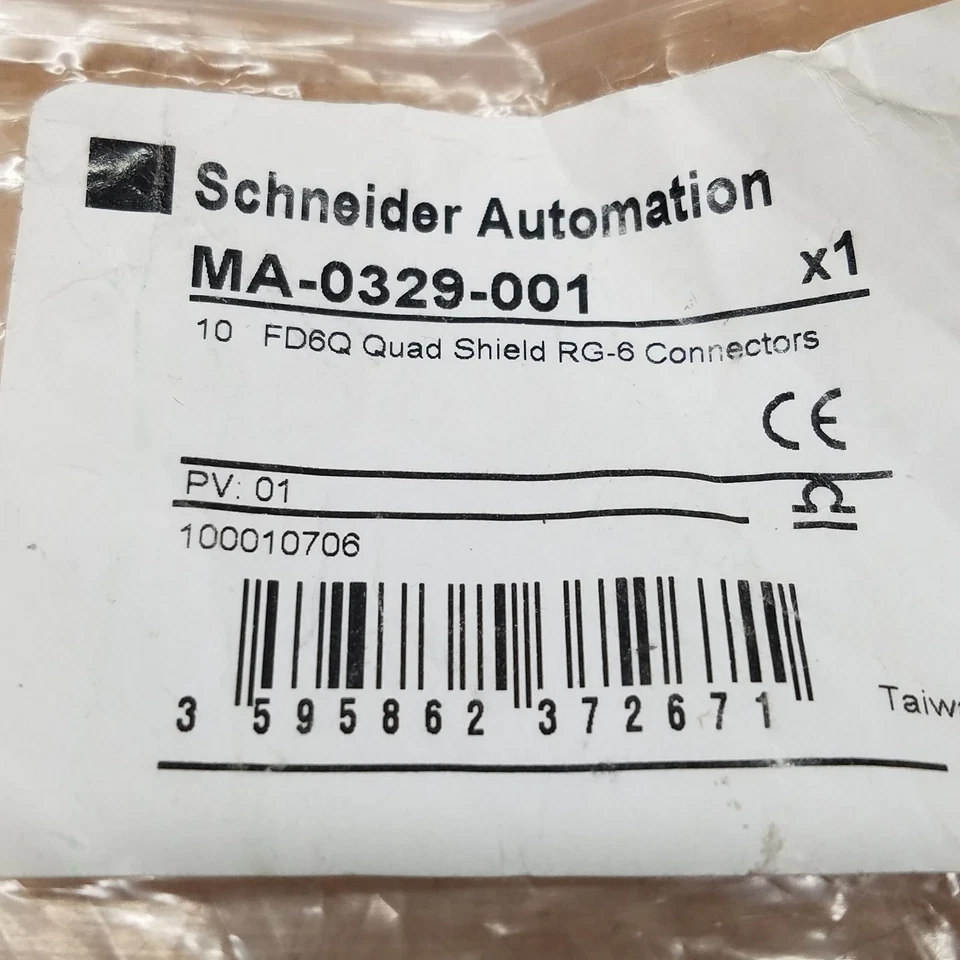 Schneider Automation
MA-0329-001 x1
10 FD6Q Quad Shield RG-6 Connectors
CE
PV: 01
100010706
3 595862 372671